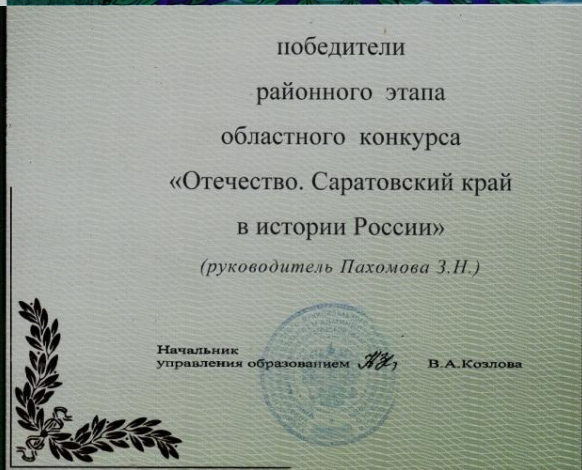 победители
районного этапа
областного конкурса
«Отечество. Саратовский край
в истории России»
(руководитель Пахомова З.Н.)
Начальник
управления образованием В.А.Козлова